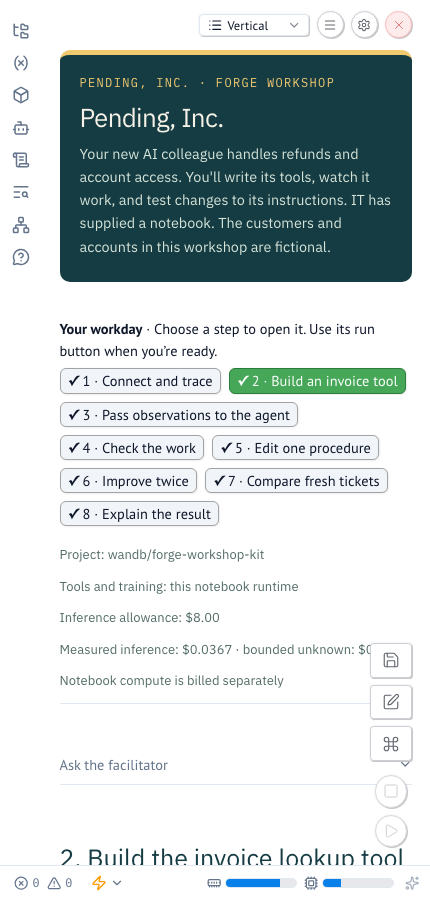 Vertical
PENDING, INC. · FORGE WORKSHOP
Pending, Inc.
Your new AI colleague handles refunds and
account access. You'll write its tools, watch it
work, and test changes to its instructions. IT has
supplied a notebook. The customers and
accounts in this workshop are fictional.
Your workday · Choose a step to open it. Use its run
button when you're ready.
✓ 1 · Connect and trace
✓ 2 · Build an invoice tool
✓ 3 · Pass observations to the agent
✓ 4 · Check the work
✓ 5 · Edit one procedure
✓ 6 · Improve twice
✓ 7 · Compare fresh tickets
✓ 8 · Explain the result
Project: wandb/forge-workshop-kit
Tools and training: this notebook runtime
Inference allowance: $8.00
Measured inference: $0.0367 · bounded unknown:
Notebook compute is billed separately
Ask the facilitator
2. Build the invoice lookup tool
0
0